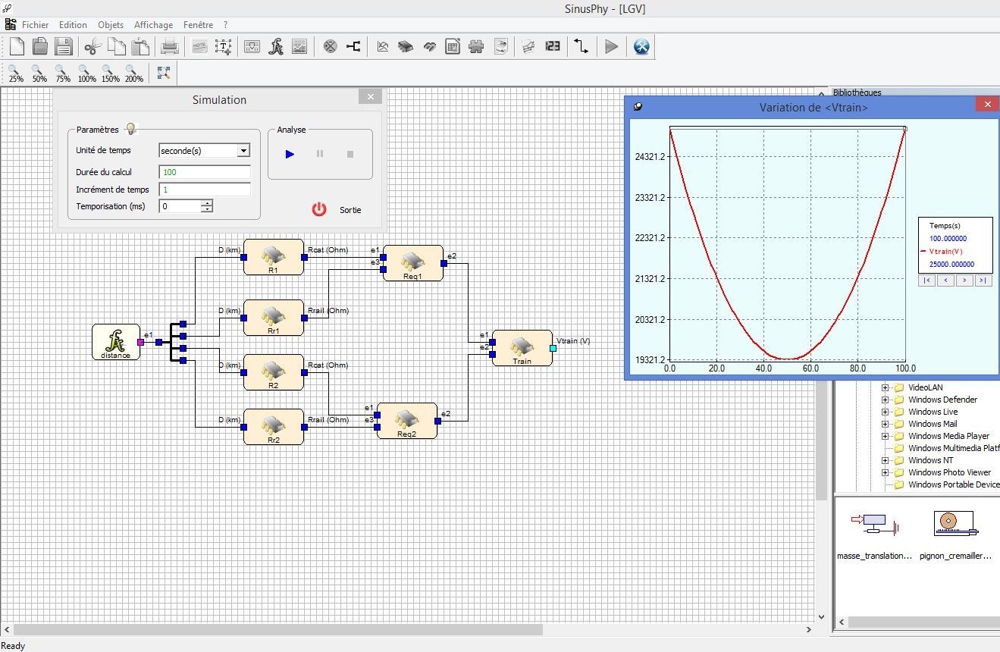 SinusPhy - [LGV]
Fichier Edition Objets Affichage Fenêtre ?
NOTE T 123
25% 50% 75% 100% 150% 200%
Simulation
Paramètres
Unité de temps seconde(s)
Durée du calcul 100
Incrément de temps 1
Temporisation (ms) 0
Analyse
Sortie
D (km) R1 Rcat (Ohm)
D (km) Rr1 Rrail (Ohm)
D (km) R2 Rcat (Ohm)
D (km) Rr2 Rrail (Ohm)
distance e1
e1 e3 Req1 e2
e1 e3 Req2 e2
e1 e2 Train Vtrain (V)
Bibliothèques
Variation de <Vtrain>
24321.2
23321.2
22321.2
21321.2
20321.2
19321.2
0.0 20.0 40.0 60.0 80.0 100.0
Temps(s)
100.000000
Vtrain(V)
25000.000000
|< < > >|
VideoLAN
Windows Defender
Windows Live
Windows Mail
Windows Media Player
Windows Multimedia Platf
Windows NT
Windows Photo Viewer
Windows Portable Device
masse_translation... pignon_cremailler...
Ready